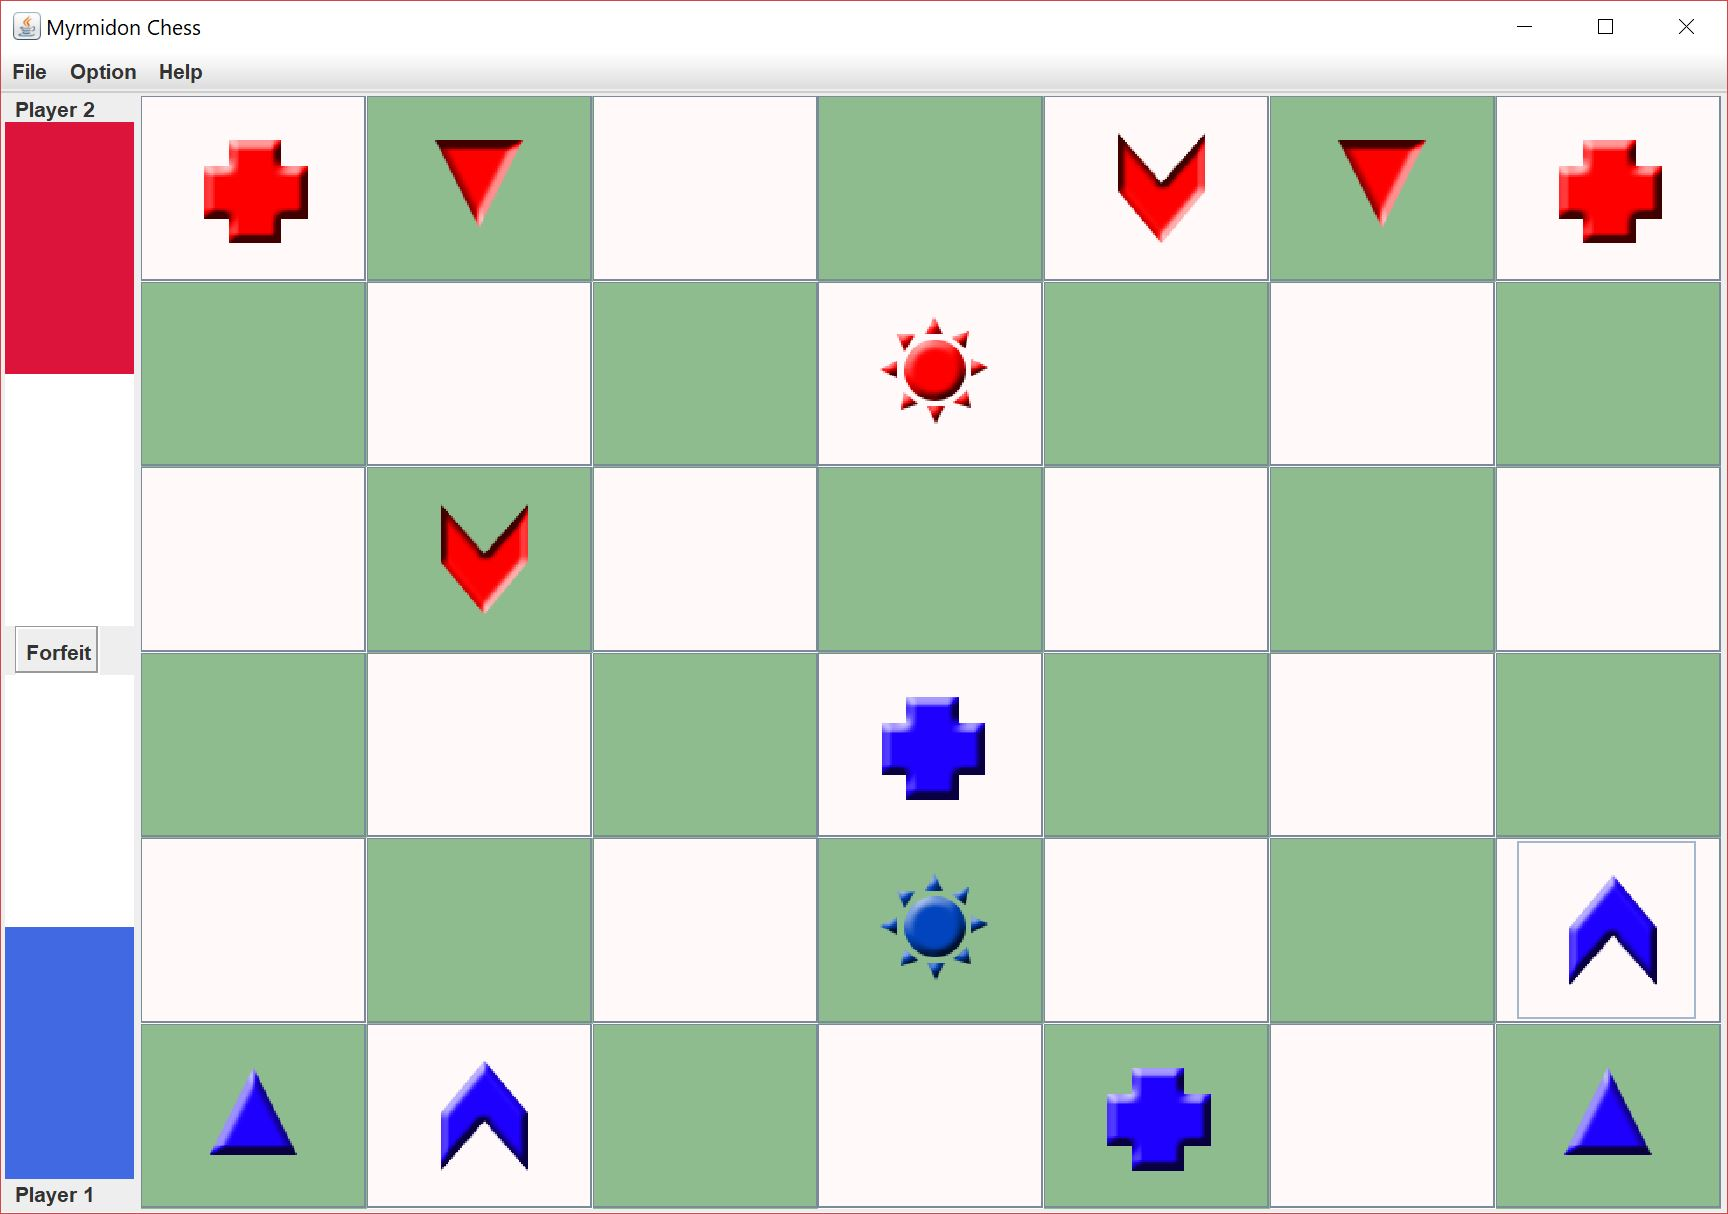 Myrmidon Chess
File Option Help
Player 2
Forfeit
Player 1